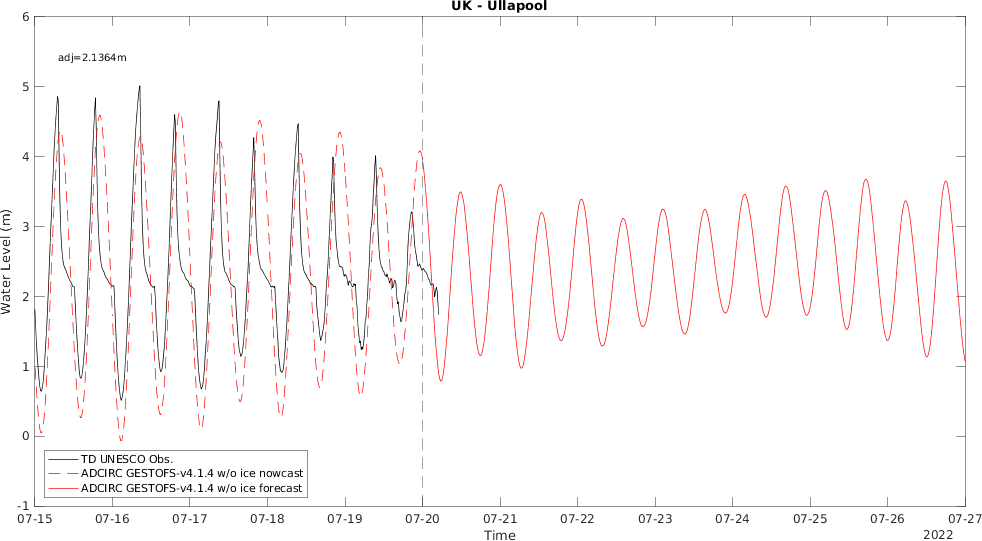 UK - Ullapool
6
adj=2.1364m
5
4
3
2
1
0
-1
Water Level (m)
TD UNESCO Obs.
ADCIRC GESTOFS-v4.1.4 w/o ice nowcast
ADCIRC GESTOFS-v4.1.4 w/o ice forecast
07-15 07-16 07-17 07-18 07-19 07-20 07-21 07-22 07-23 07-24 07-25 07-26 07-27
Time
2022